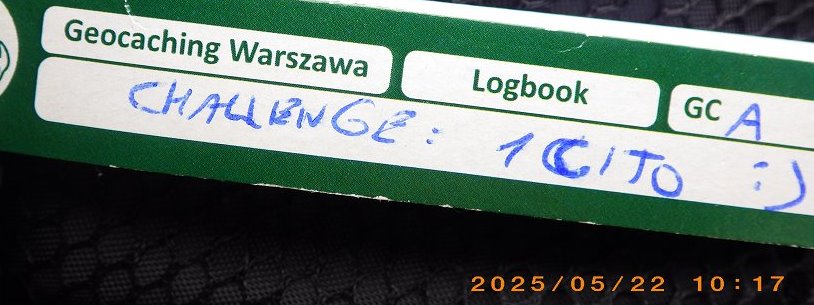 Geocaching Warszawa Logbook GC A
CHALLENGE: 1 CITO :)
2025/05/22 10:17